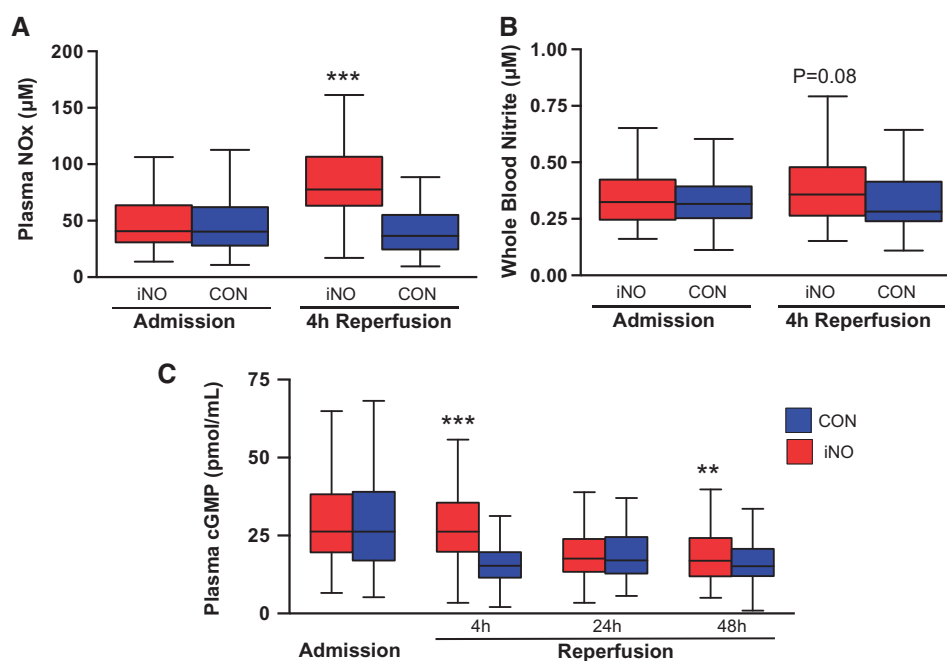 A
Plasma NOx (µM)
200
150
100
50
0
***
iNO CON iNO CON
Admission 4h Reperfusion
B
Whole Blood Nitrite (µM)
1.00
0.75
0.50
0.25
0.00
P=0.08
iNO CON iNO CON
Admission 4h Reperfusion
C
Plasma cGMP (pmol/mL)
75
50
25
0
***
**
CON
iNO
4h 24h 48h
Admission Reperfusion